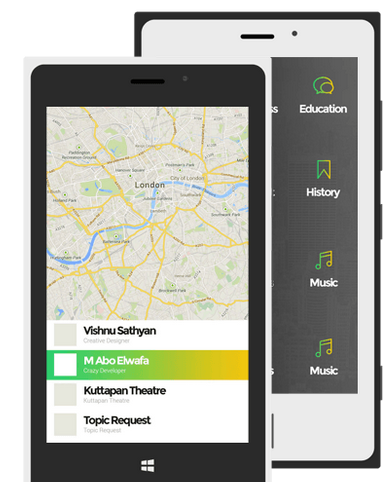 London
City of London
Vishnu Sathyan
Creative Designer
M Abo Elwafa
Crazy Developer
Kuttapan Theatre
Kuttapan Theatre
Topic Request
Topic Request
ss
Education
History
Music
s
Music